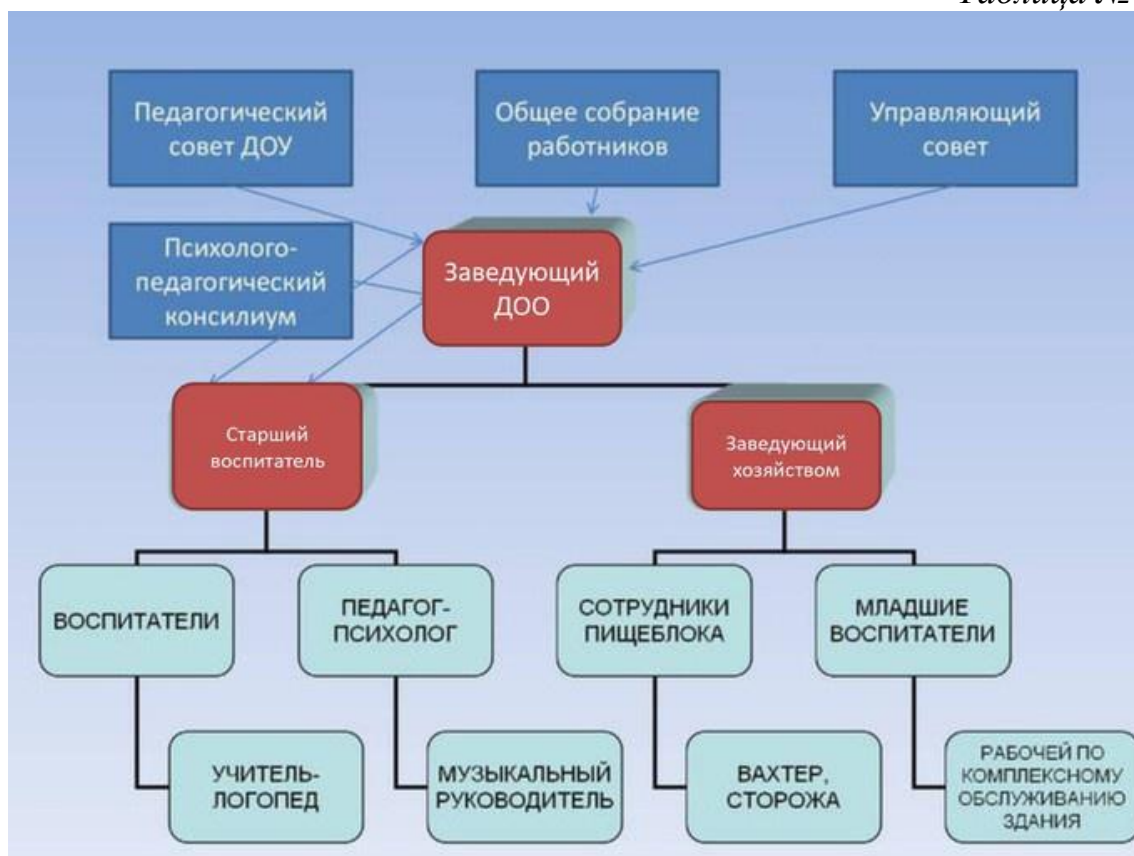 Таблица №
Педагогический
совет ДОУ
Общее собрание
работников
Управляющий
совет
Психолого-
педагогический
консилиум
Заведующий
ДОО
Старший
воспитатель
Заведующий
хозяйством
ВОСПИТАТЕЛИ
ПЕДАГОГ-
ПСИХОЛОГ
СОТРУДНИКИ
ПИЩЕБЛОКА
МЛАДШИЕ
ВОСПИТАТЕЛИ
УЧИТЕЛЬ-
ЛОГОПЕД
МУЗЫКАЛЬНЫЙ
РУКОВОДИТЕЛЬ
ВАХТЕР,
СТОРОЖА
РАБОЧЕЙ ПО
КОМПЛЕКСНОМУ
ОБСЛУЖИВАНИЮ
ЗДАНИЯ